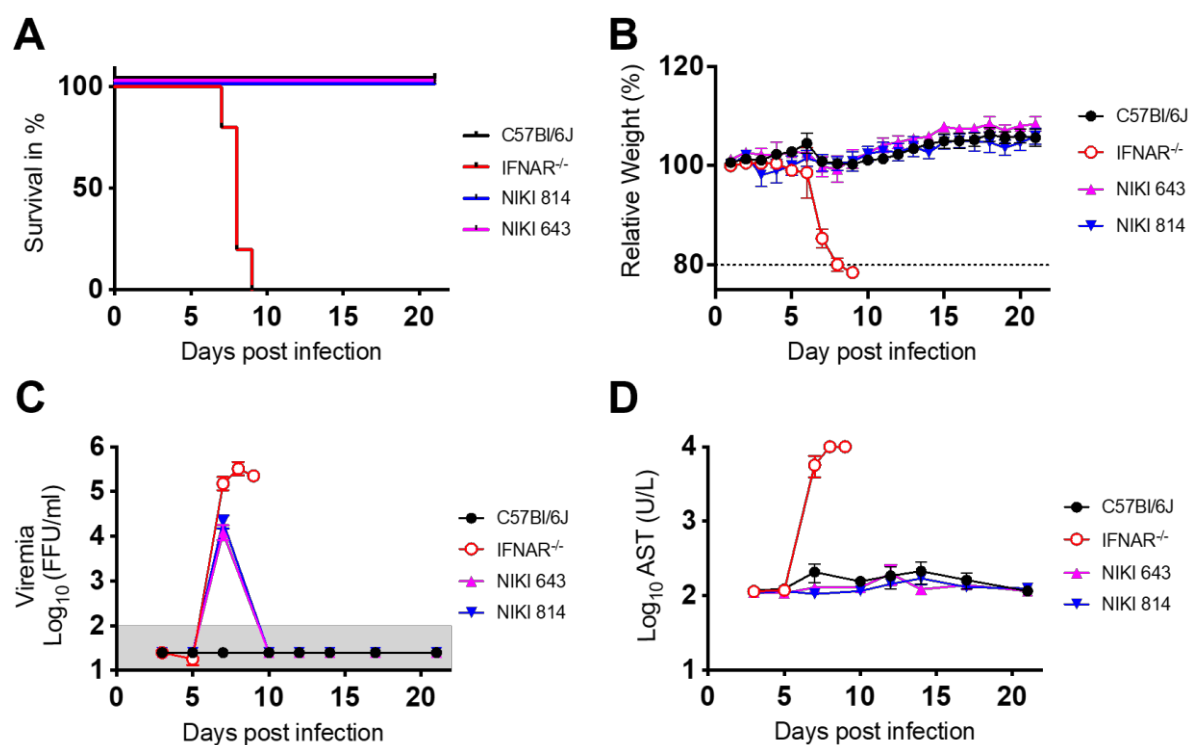 A
Survival in %
100
50
0
0
5
10
15
20
Days post infection
C57Bl/6J
IFNAR-/-
NIKI 814
NIKI 643
B
Relative Weight (%)
120
100
80
0
5
10
15
20
Day post infection
C57Bl/6J
IFNAR-/-
NIKI 643
NIKI 814
C
Viremia
Log10 (FFU/ml)
6
5
4
3
2
1
0
5
10
15
20
Days post infection
C57Bl/6J
IFNAR-/-
NIKI 643
NIKI 814
D
Log10 AST (U/L)
4
3
2
1
0
5
10
15
20
Days post infection
C57Bl/6J
IFNAR-/-
NIKI 643
NIKI 814